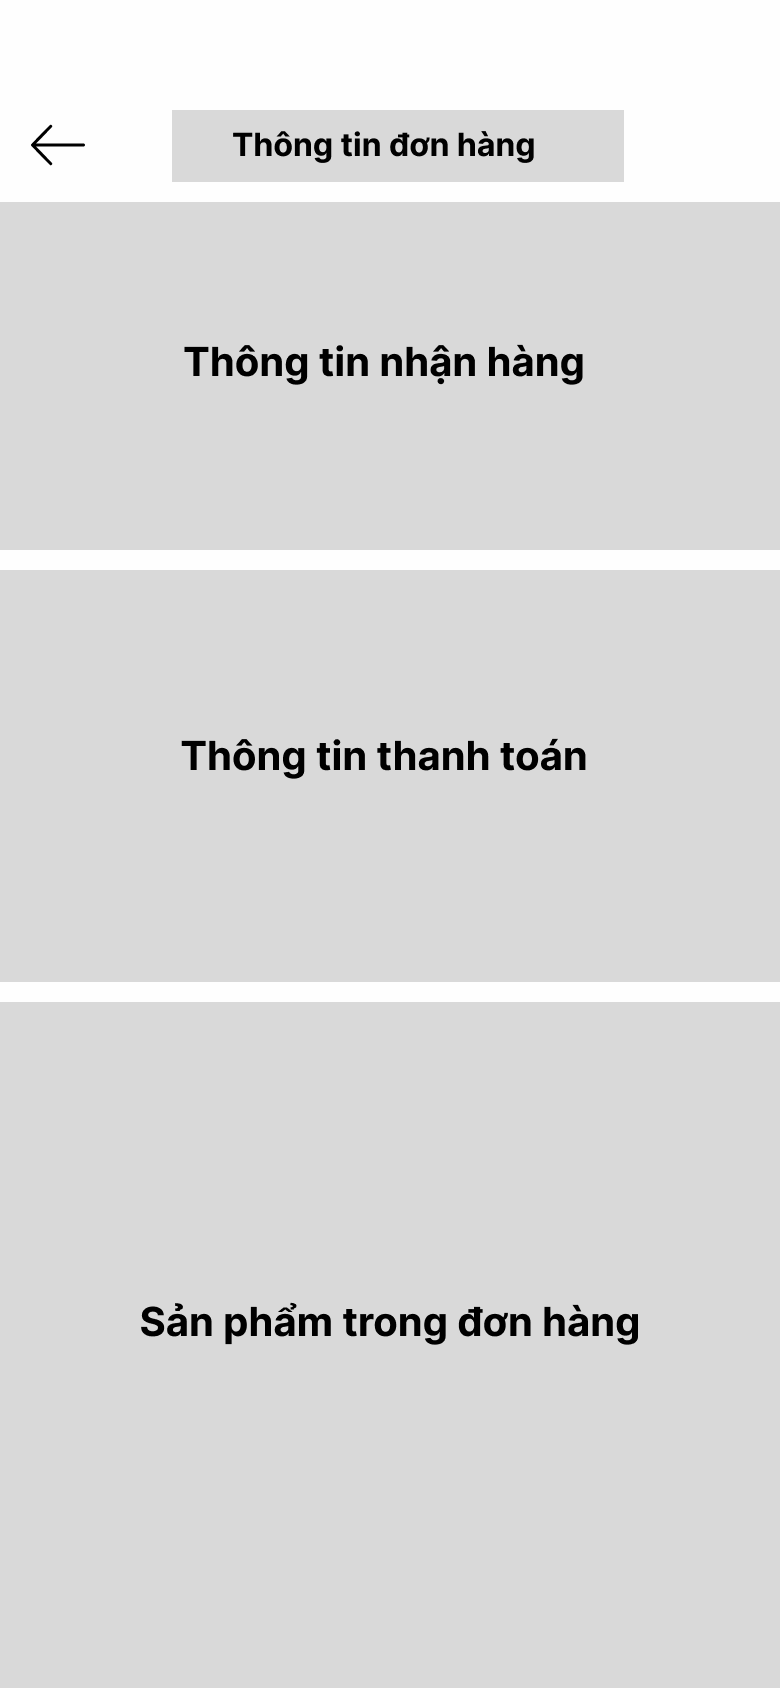 Thông tin đơn hàng
Thông tin nhận hàng
Thông tin thanh toán
Sản phẩm trong đơn hàng